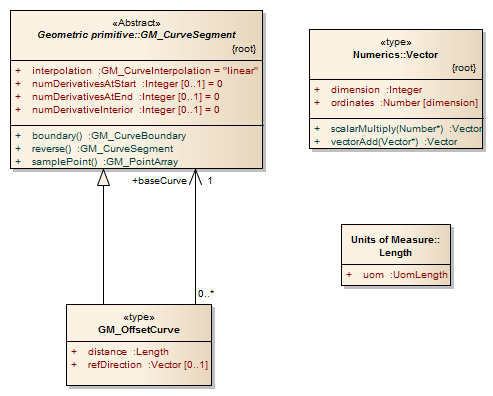 «Abstract»
Geometric primitive::GM_CurveSegment
{root}
+ interpolation :GM_CurveInterpolation = "linear"
+ numDerivativesAtStart :Integer [0..1] = 0
+ numDerivativesAtEnd :Integer [0..1] = 0
+ numDerivativeInterior :Integer [0..1] = 0
+ boundary() :GM_CurveBoundary
+ reverse() :GM_CurveSegment
+ samplePoint() :GM_PointArray
«type»
Numerics::Vector
{root}
+ dimension :Integer
+ ordinates :Number [dimension]
+ scalarMultiply(Number*) :Vector
+ vectorAdd(Vector*) :Vector
+baseCurve 1
0..*
Units of Measure::
Length
+ uom :UomLength
«type»
GM_OffsetCurve
+ distance :Length
+ refDirection :Vector [0..1]